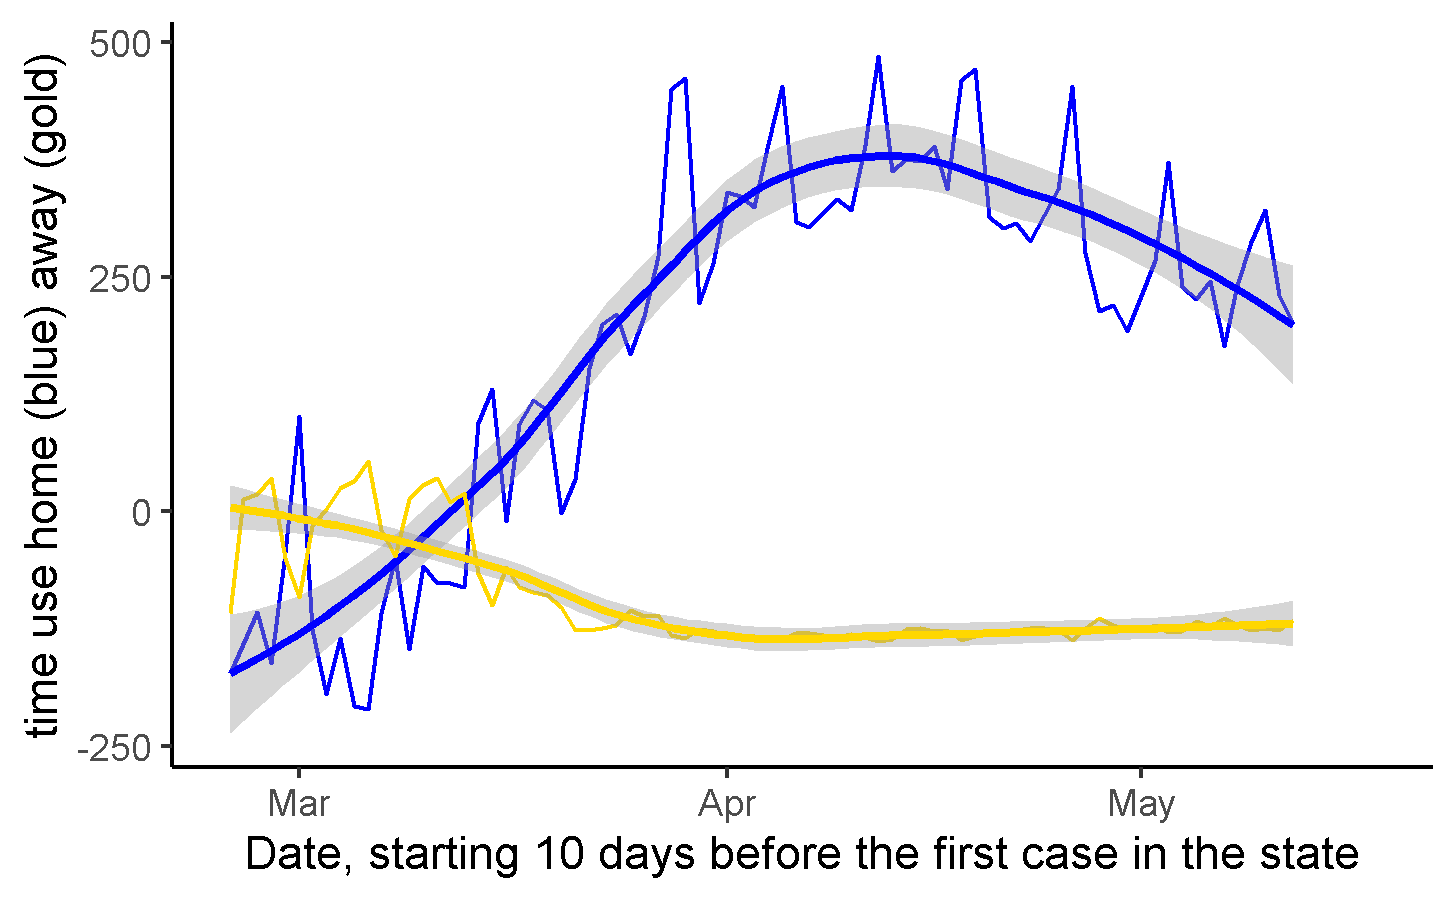 time use home (blue) away (gold)
500
250
0
-250
Mar Apr May
Date, starting 10 days before the first case in the state